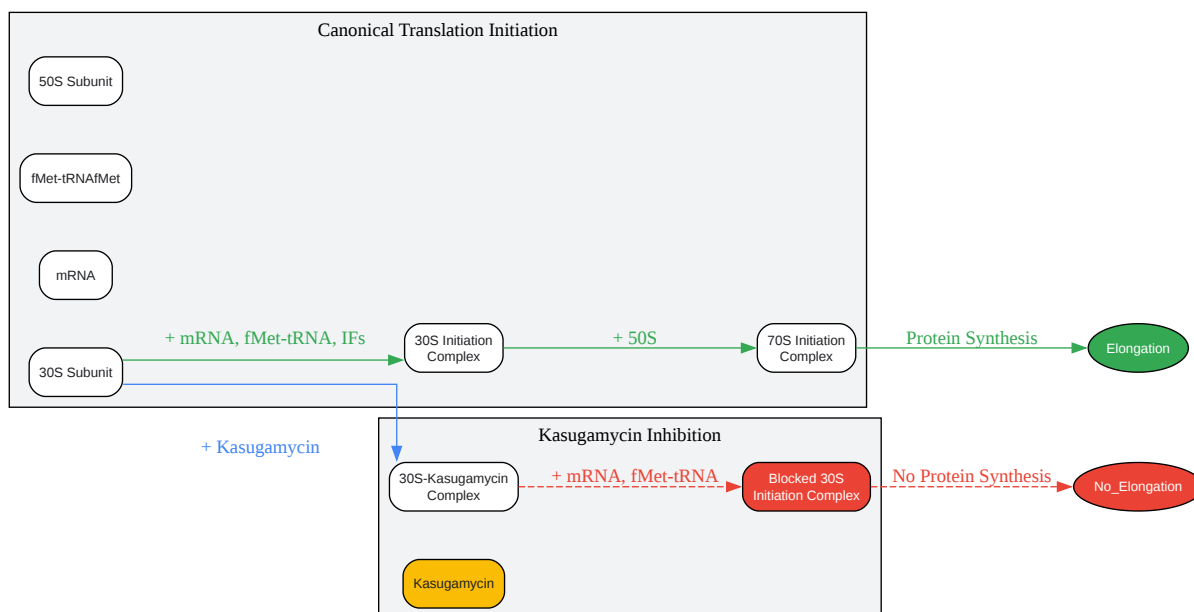 Canonical Translation Initiation
50S Subunit
fMet-tRNAfMet
mRNA
30S Subunit
+ mRNA, fMet-tRNA, IFs
30S Initiation
Complex
+ 50S
70S Initiation
Complex
Protein Synthesis
Elongation
+ Kasugamycin
Kasugamycin Inhibition
30S-Kasugamycin
Complex
+ mRNA, fMet-tRNA
Blocked 30S
Initiation Complex
No Protein Synthesis
No_Elongation
Kasugamycin